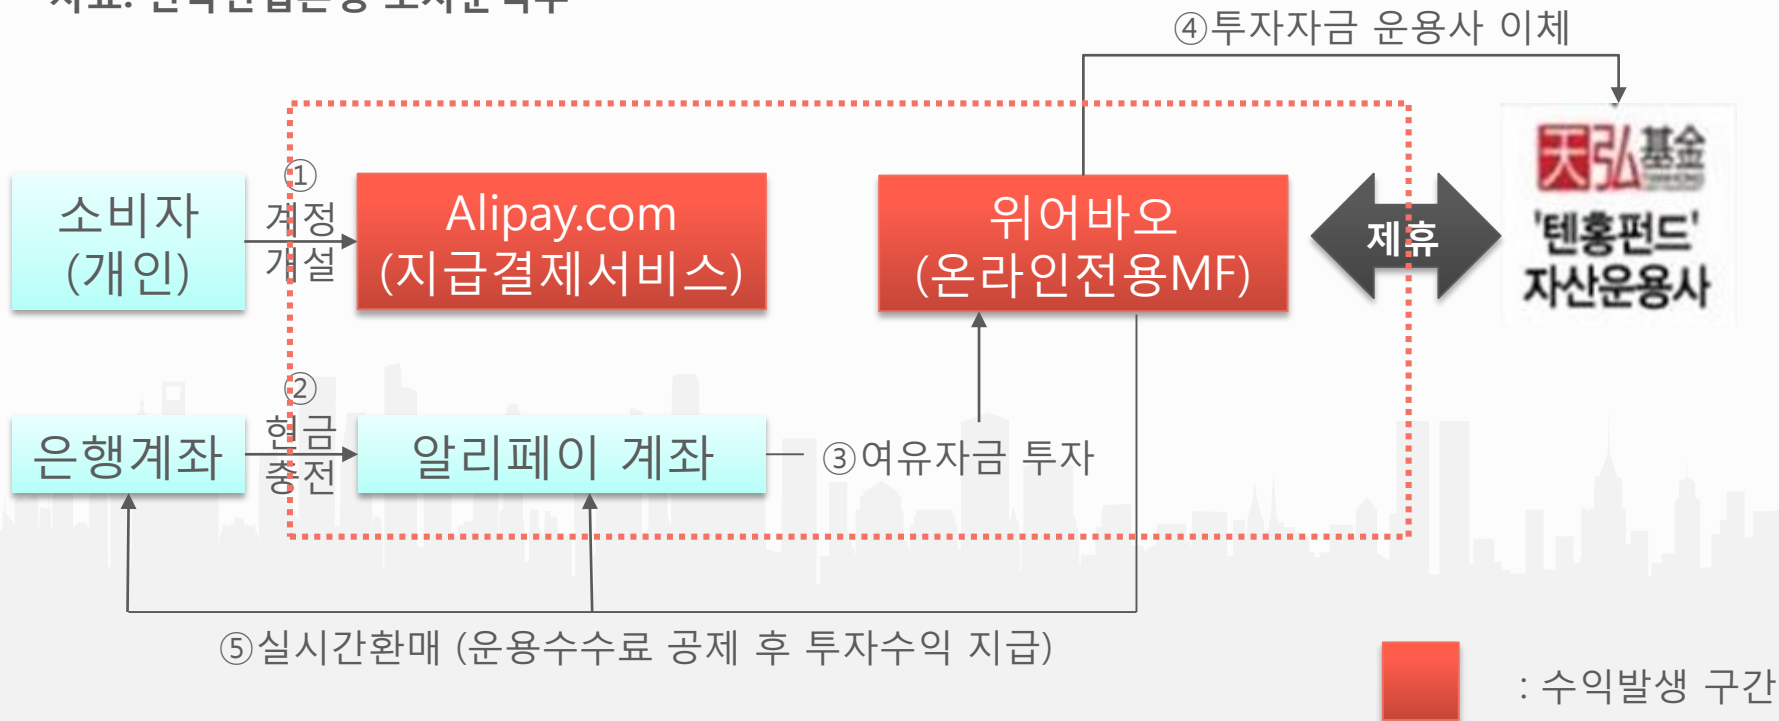 ④투자자금 운용사 이체
天弘基金
'텐홍펀드'
자산운용사
소비자
(개인)
①
계정
개설
Alipay.com
(지급결제서비스)
위어바오
(온라인전용MF)
제휴
은행계좌
②
현금
충전
알리페이 계좌
③여유자금 투자
⑤실시간환매 (운용수수료 공제 후 투자수익 지급)
: 수익발생 구간